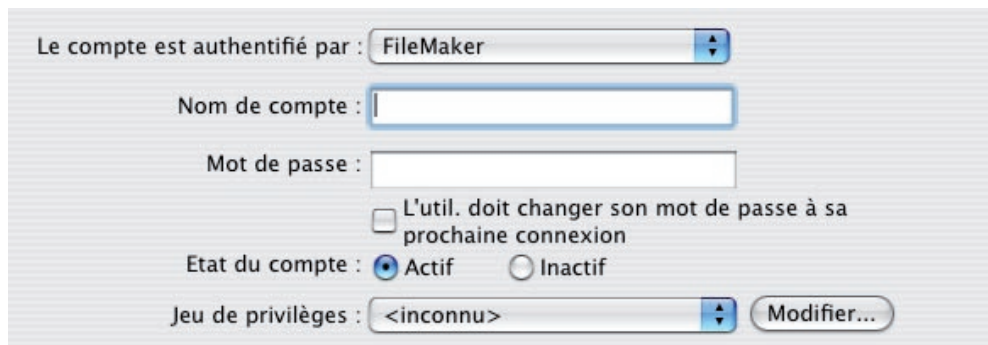 Le compte est authentifié par : FileMaker
Nom de compte :
Mot de passe :
L'util. doit changer son mot de passe à sa
prochaine connexion
Etat du compte : Actif Inactif
Jeu de privilèges : <inconnu> Modifier...